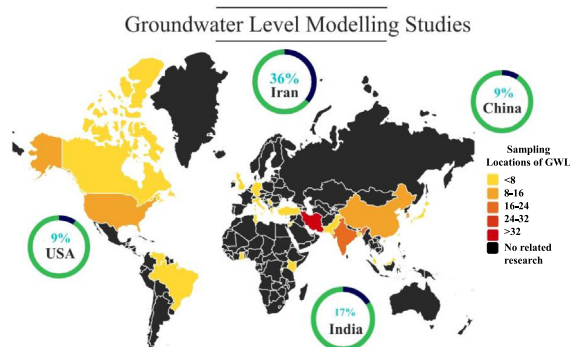 Groundwater Level Modelling Studies
36%
Iran
9%
China
Sampling
Locations of GWL
<8
8-16
16-24
24-32
>32
No related
research
9%
USA
17%
India